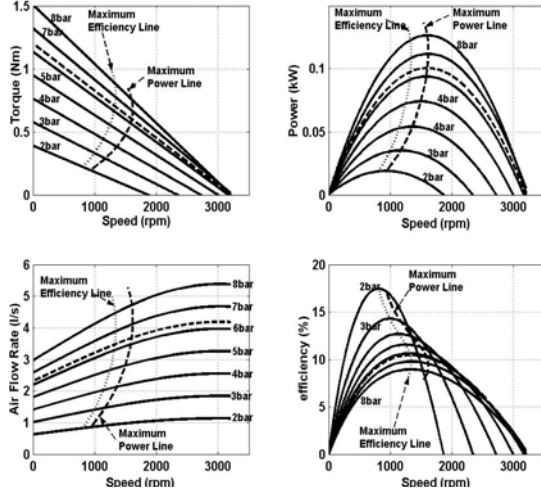 1.5
1
0.5
0
Torque (Nm)
8bar
7bar
5bar
4bar
3bar
2bar
Maximum
Efficiency Line
Maximum
Power Line
0 1000 2000 3000
Speed (rpm)
0.1
0.05
0
Power (kW)
Maximum
Efficiency
Line
Maximum
Power Line
8bar
4bar
4bar
3bar
2bar
0 1000 2000 3000
Speed (rpm)
6
5
4
3
2
1
0
Air Flow Rate (l/s)
Maximum
Efficiency Line
8bar
7bar
6bar
5bar
4bar
3bar
2bar
Maximum
Power Line
0 1000 2000 3000
Speed (rpm)
20
15
10
5
0
efficiency (%)
2bar
3bar
8bar
Maximum
Power Line
Maximum
Efficiency Line
0 1000 2000 3000
Speed (rpm)